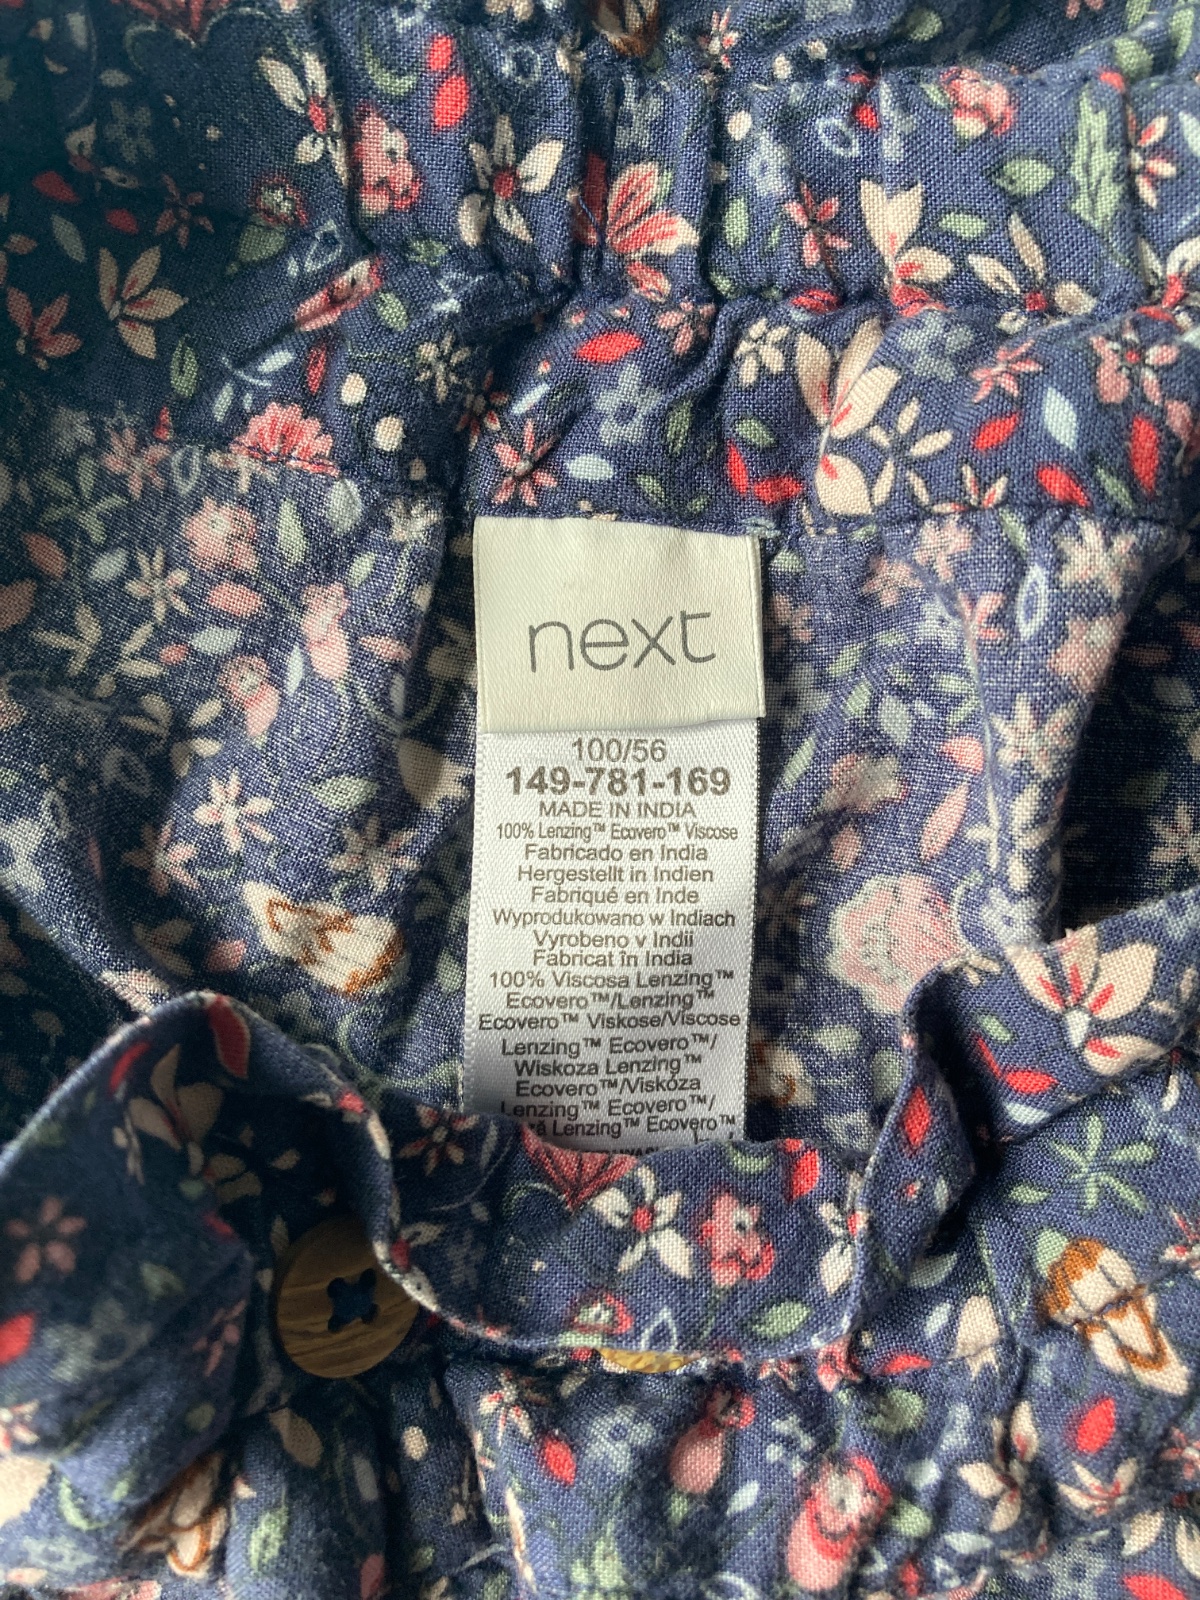 next
100/56
149-781-169
MADE IN INDIA
100% Lenzing™ Ecovero™ Viscose
Fabricado en India
Hergestellt in Indien
Fabriqué en Inde
Wyprodukowano w Indiach
Vyrobeno v Indii
Fabricat în India
100% Viscosa Lenzing™
Ecovero™/Lenzing™
Ecovero™ Viskose/Viscose
Lenzing™ Ecovero™/
Wiskoza Lenzing™
Ecovero™/Viskóza
Lenzing™ Ecovero™/
Lenzing™ Ecovero™/